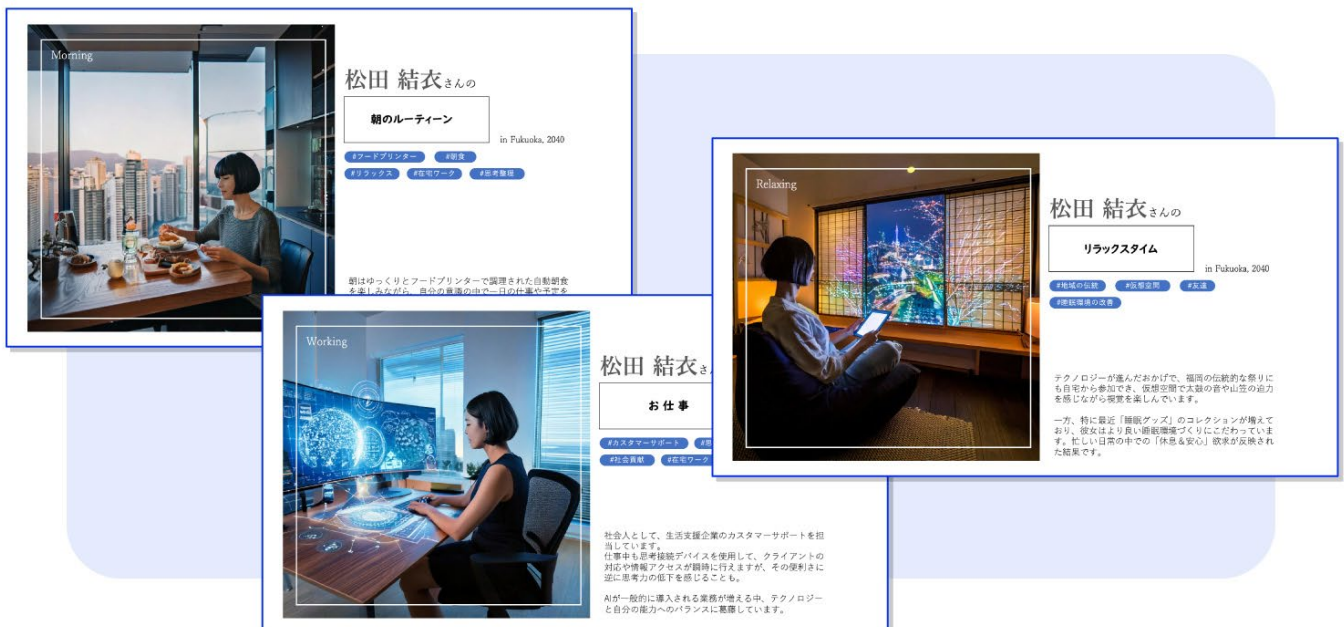 Morning
松田 結衣さんの
朝のルーティーン
in Fukuoka, 2040
#フードプリンター #朝食
#リラックス #在宅ワーク #思考整理
朝はゆっくりとフードプリンターで調理された自動朝食
を楽しみながら、自分の意識の中で一日の仕事や予定を
Working
松田 結衣さ
お仕事
#カスタマーサポート
#社会貢献 #在宅ワーク
社会人として、生活支援企業のカスタマーサポートを担
当しています。
仕事中も思考接続デバイスを使用して、クライアントの
対応や情報アクセスが瞬時に行えますが、その便利さに
逆に思考力の低下を感じることも。
AIが一般的に導入される業務が増える中、テクノロジー
と自分の能力へのバランスに葛藤しています。
Relaxing
松田 結衣さんの
リラックスタイム
in Fukuoka, 2040
#地域の伝統 #仮想空間 #友達
#睡眠環境の改善
テクノロジーが進んだおかげで、福岡の伝統的な祭りに
も自宅から参加でき、仮想空間で太鼓の音や山笠の迫力
を感じながら視覚を楽しんでいます。
一方、特に最近「睡眠グッズ」のコレクションが増えて
おり、彼女はより良い睡眠環境づくりにこだわっていま
す。忙しい日常の中での「休息＆安心」欲求が反映され
た結果です。